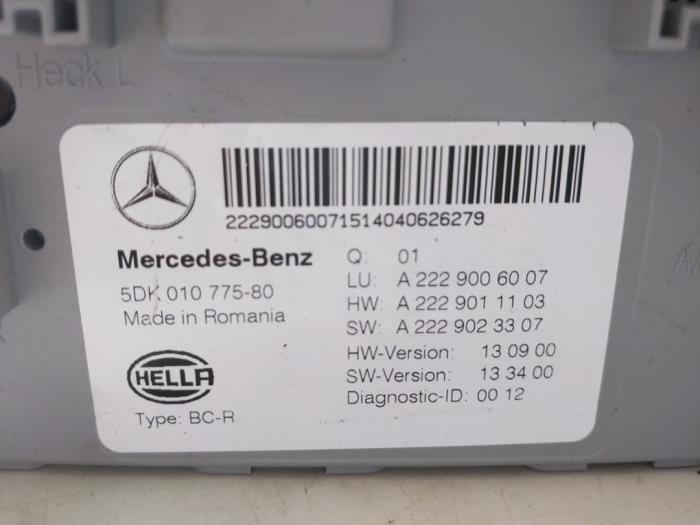 Heck L
22290060071514040626279
Mercedes-Benz
5DK 010 775-80
Made in Romania
HELLA
Type: BC-R
Q: 01
LU: A 222 900 60 07
HW: A 222 901 11 03
SW: A 222 902 33 07
HW-Version: 13 09 00
SW-Version: 13 34 00
Diagnostic-ID: 00 12